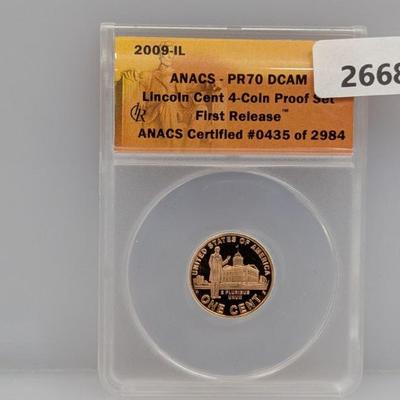 2009-IL
ANACS - PR70 DCAM
Lincoln Cent 4-Coin Proof Set
First Release™
ANACS Certified #0435 of 2984
2668
UNITED STATES OF AMERICA
E PLURIBUS
UNUM
ONE CENT